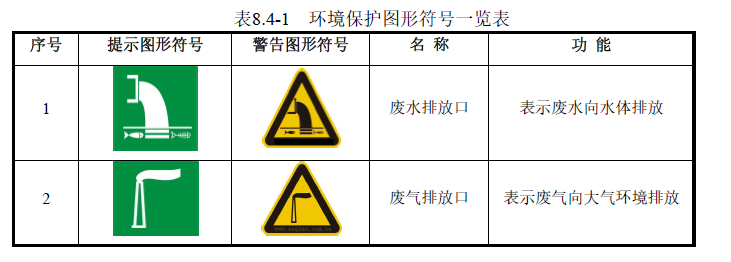 表8.4-1 环境保护图形符号一览表
序号 提示图形符号 警告图形符号 名 称 功 能
1 废水排放口 表示废水向水体排放
2 废气排放口 表示废气向大气环境排放